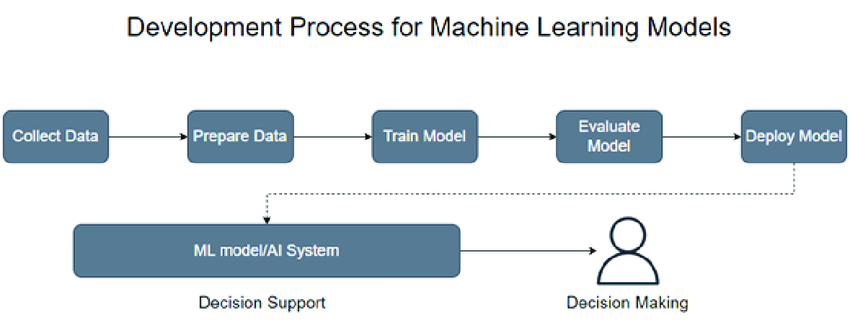 Development Process for Machine Learning Models
Collect Data
Prepare Data
Train Model
Evaluate
Model
Deploy Model
ML model/AI System
Decision Support
Decision Making